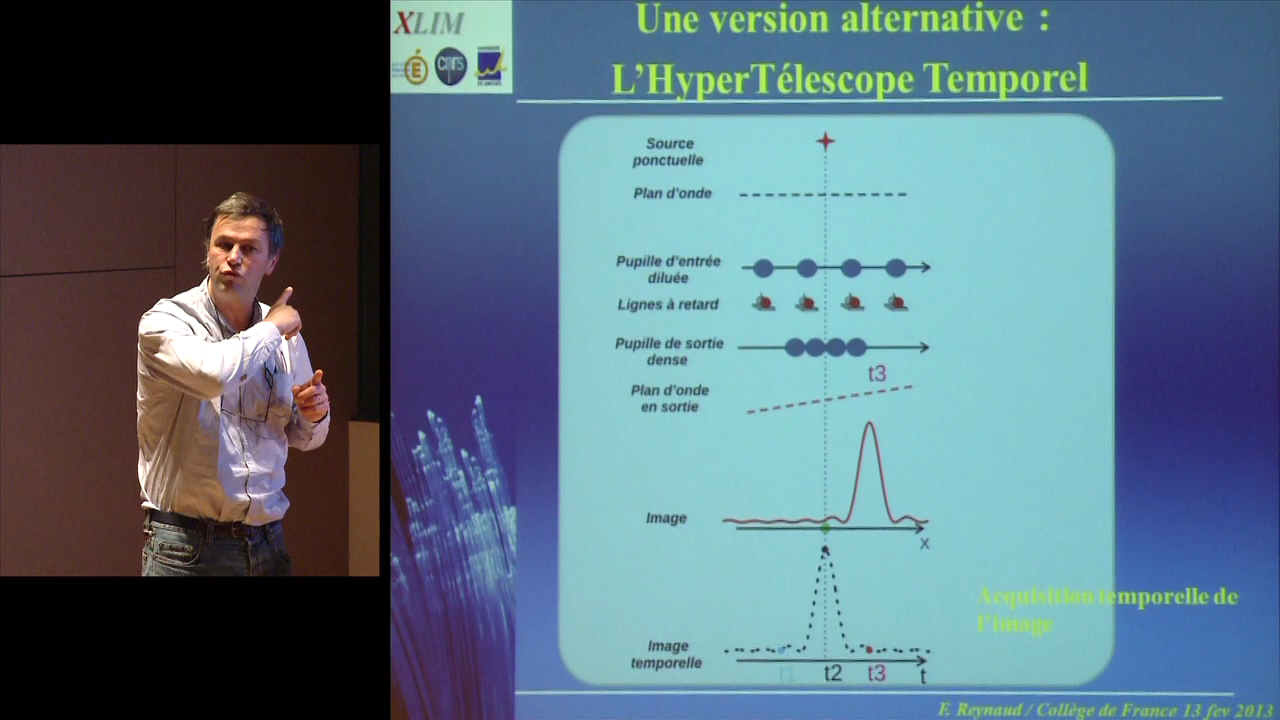 XLIM
cnrs
Une version alternative :
L'HyperTélescope Temporel
Source
ponctuelle
Plan d'onde
Pupille d'entrée
diluée
Lignes à retard
Pupille de sortie
dense
t3
Plan d'onde
en sortie
Image
x
Acquisition temporelle de
l'image
Image
temporelle
t1 t2 t3 t
F. Reynaud / Collège de France 13 fev 2013